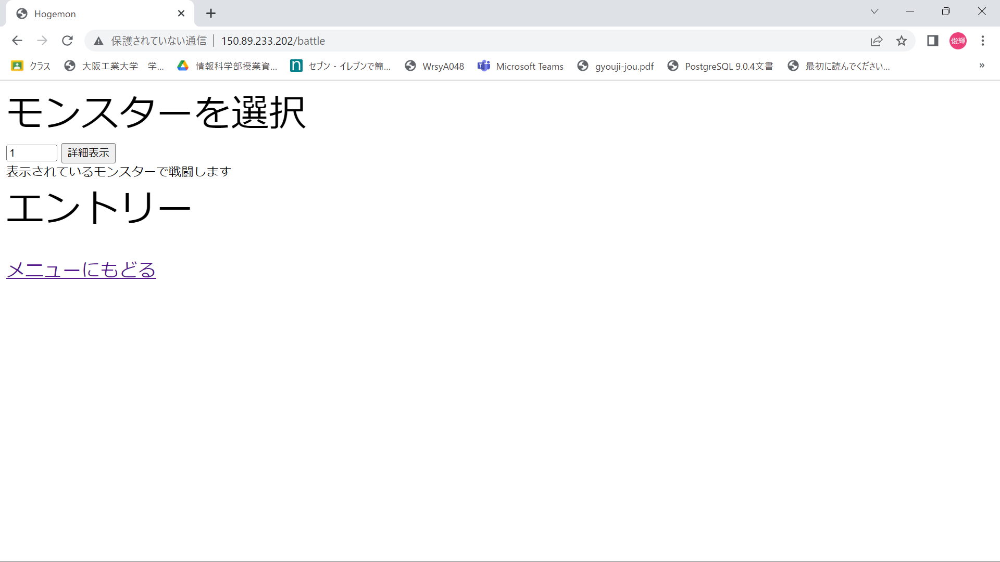 Hogemon
保護されていない通信 150.89.233.202/battle 俊輝
クラス 大阪工業大学 学... 情報科学部授業資... セブン‐イレブンで簡... WrsyA048 Microsoft Teams gyouji-jou.pdf PostgreSQL 9.0.4文書 最初に読んでください... »
モンスターを選択
1 詳細表示
表示されているモンスターで戦闘します
エントリー
メニューにもどる